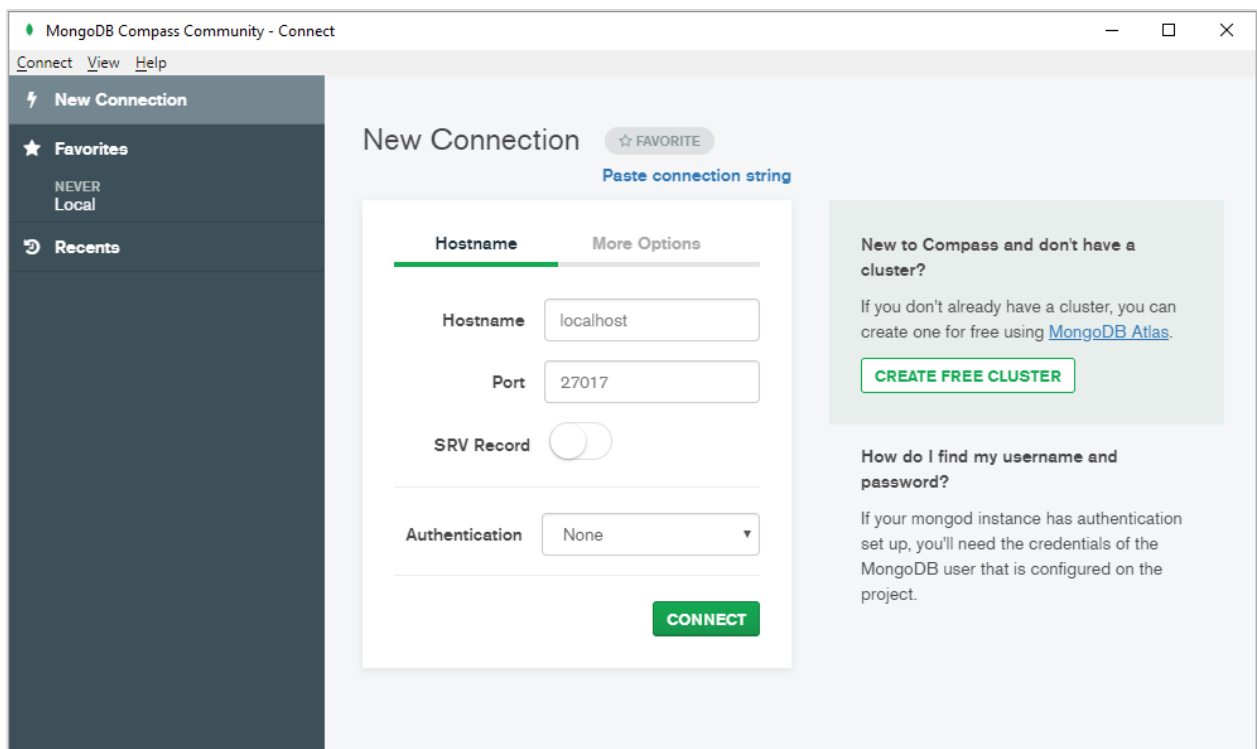 MongoDB Compass Community - Connect
Connect View Help
New Connection
Favorites
NEVER
Local
Recents
New Connection
FAVORITE
Paste connection string
Hostname More Options
Hostname localhost
Port 27017
SRV Record
Authentication None
CONNECT
New to Compass and don't have a
cluster?
If you don't already have a cluster, you can
create one for free using MongoDB Atlas.
CREATE FREE CLUSTER
How do I find my username and
password?
If your mongod instance has authentication
set up, you'll need the credentials of the
MongoDB user that is configured on the
project.